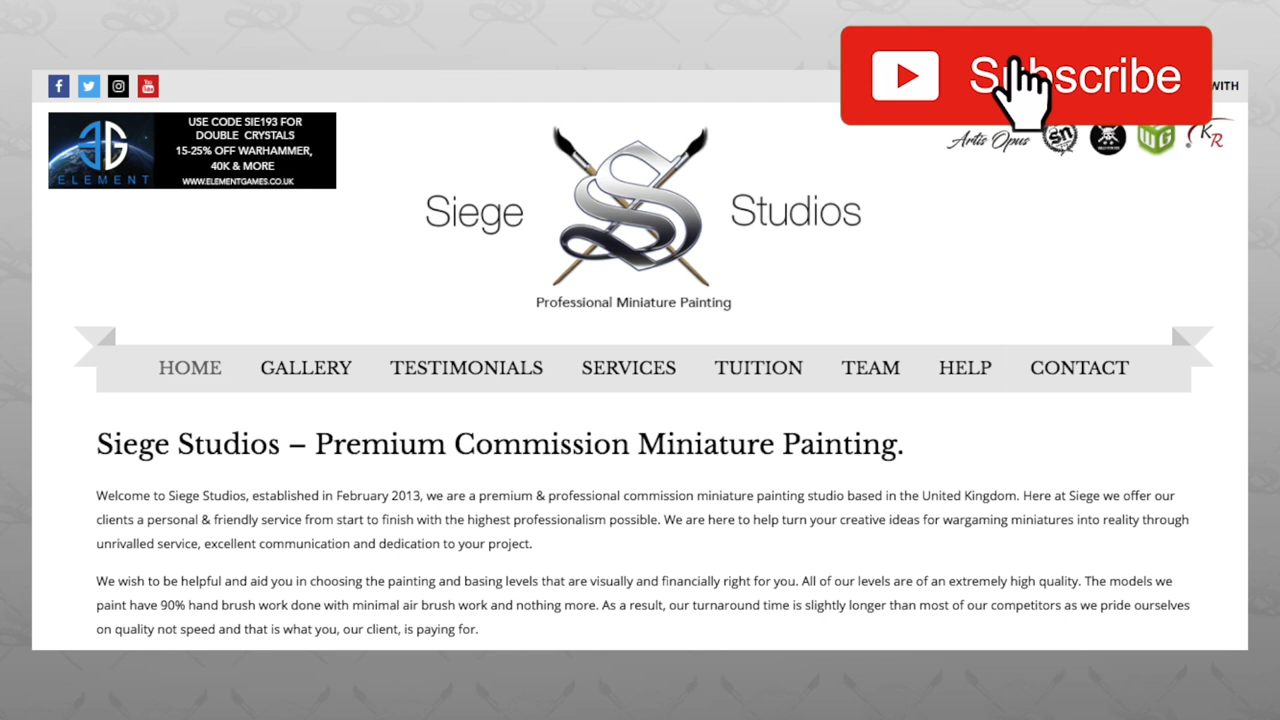 Subscribe
WITH
USE CODE SIE193 FOR
DOUBLE CRYSTALS
15-25% OFF WARHAMMER,
40K & MORE
WWW.ELEMENTGAMES.CO.UK
EG
ELEMENT
Artis Opus
Sn
WG
KR
Siege
S
Studios
Professional Miniature Painting
HOME GALLERY TESTIMONIALS SERVICES TUITION TEAM HELP CONTACT
Siege Studios – Premium Commission Miniature Painting.
Welcome to Siege Studios, established in February 2013, we are a premium & professional commission miniature painting studio based in the United Kingdom. Here at Siege we offer our
clients a personal & friendly service from start to finish with the highest professionalism possible. We are here to help turn your creative ideas for wargaming miniatures into reality through
unrivalled service, excellent communication and dedication to your project.
We wish to be helpful and aid you in choosing the painting and basing levels that are visually and financially right for you. All of our levels are of an extremely high quality. The models we
paint have 90% hand brush work done with minimal air brush work and nothing more. As a result, our turnaround time is slightly longer than most of our competitors as we pride ourselves
on quality not speed and that is what you, our client, is paying for.